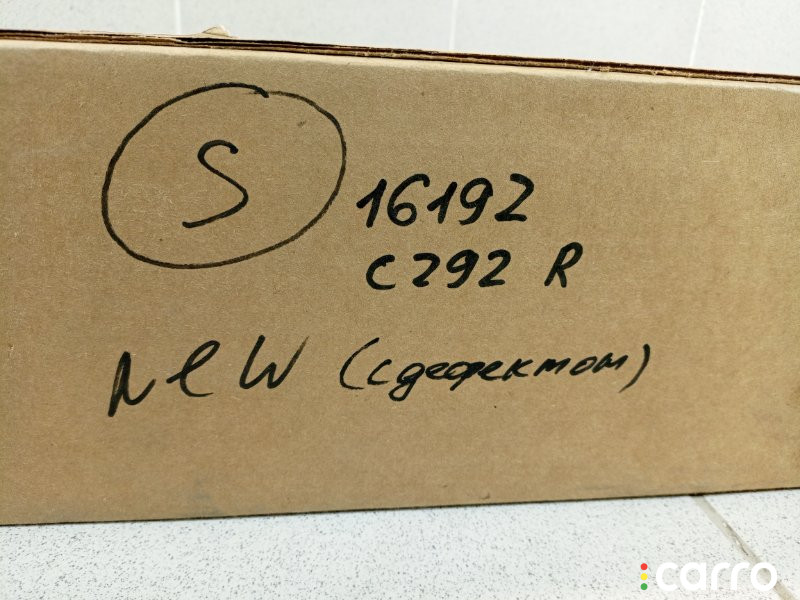 S
16192
C292 R
New (с дефектом)
carro